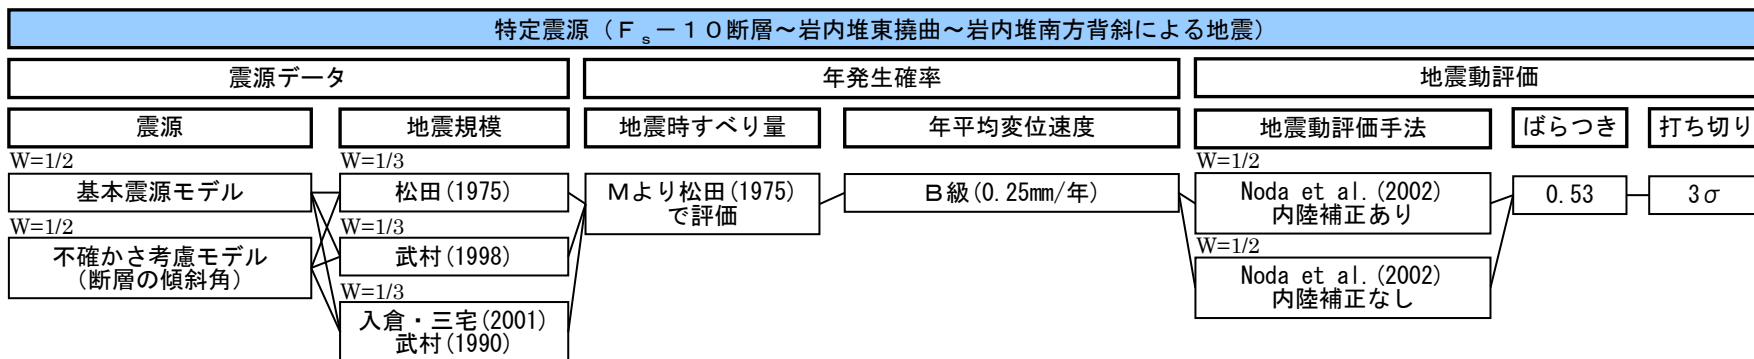 特定震源（Ｆｓ－１０断層～岩内堆東撓曲～岩内堆南方背斜による地震）
震源データ
年発生確率
地震動評価
震源
地震規模
地震時すべり量
年平均変位速度
地震動評価手法
ばらつき
打ち切り
W=1/2
基本震源モデル
W=1/2
不確かさ考慮モデル
(断層の傾斜角)
W=1/3
松田(1975)
W=1/3
武村(1998)
W=1/3
入倉・三宅(2001)
武村(1990)
Ｍより松田(1975)
で評価
Ｂ級(0.25mm/年)
W=1/2
Noda et al.(2002)
内陸補正あり
W=1/2
Noda et al.(2002)
内陸補正なし
0.53
3σ